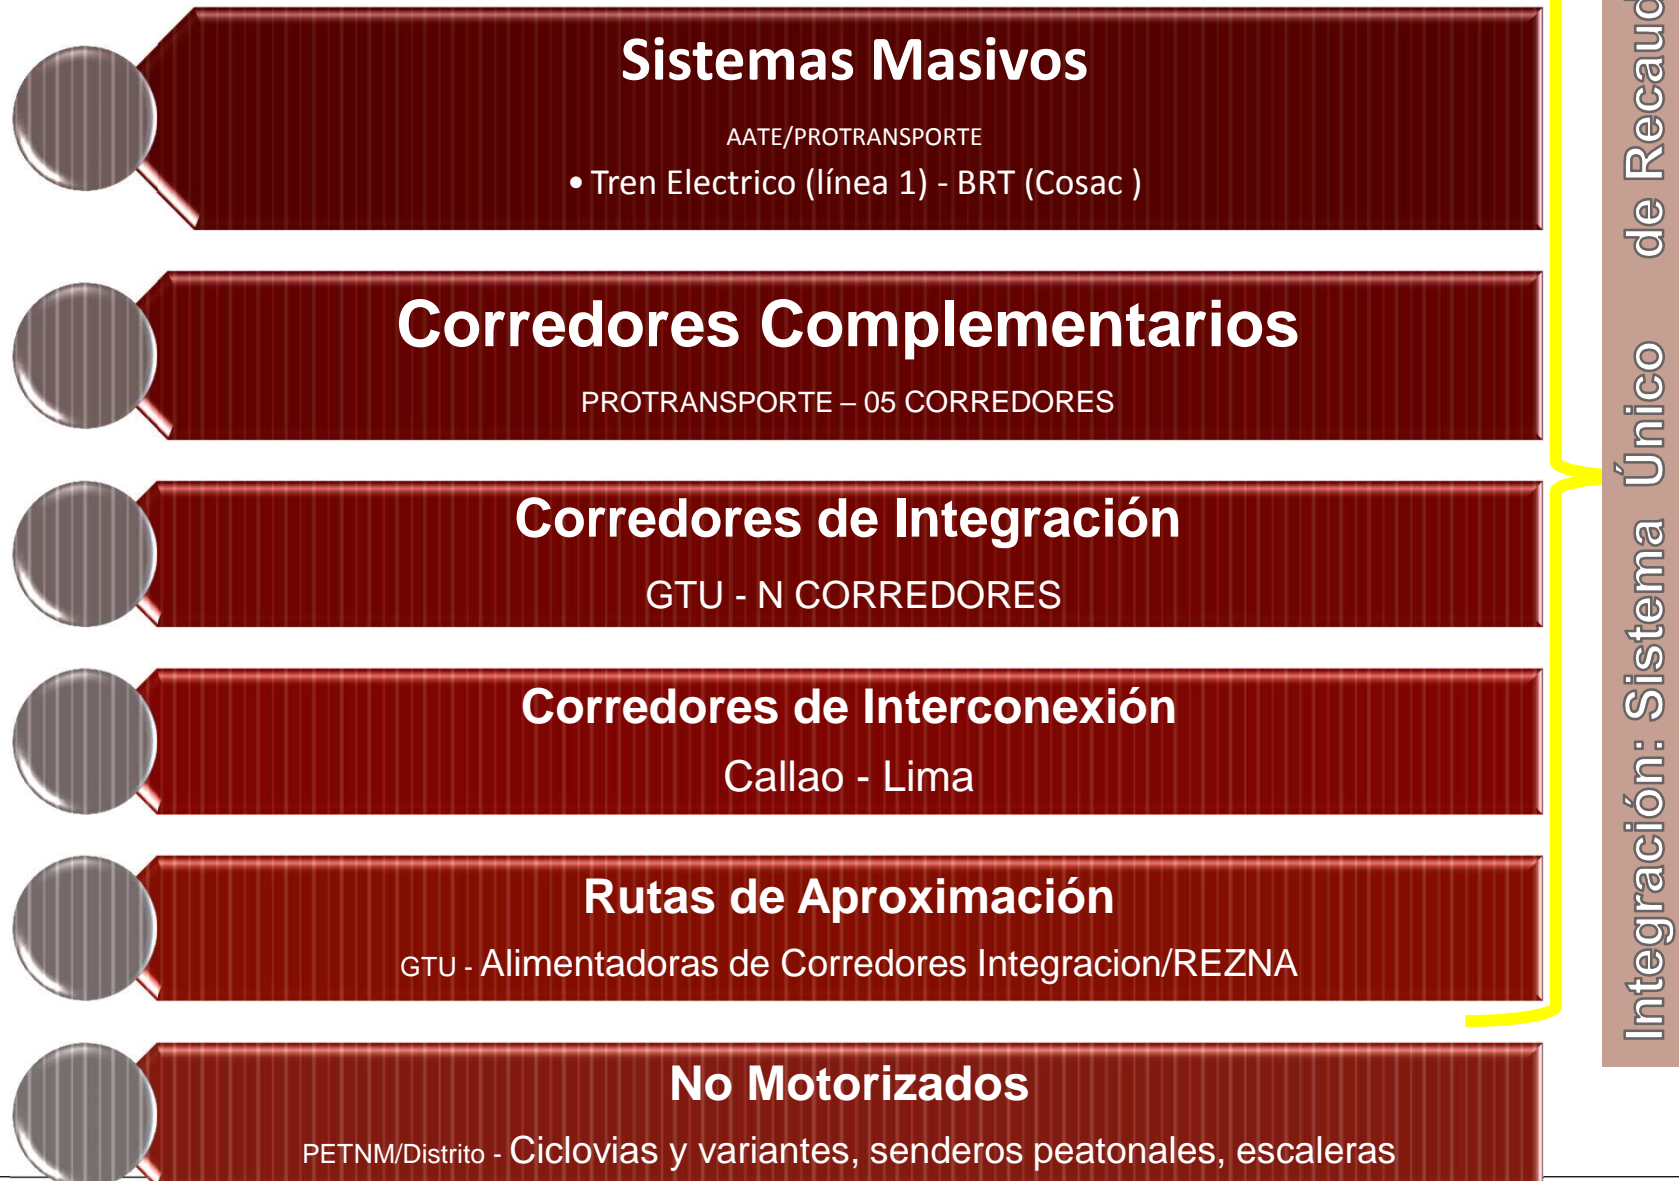 Sistemas Masivos
AATE/PROTRANSPORTE
• Tren Electrico (línea 1) - BRT (Cosac )
Corredores Complementarios
PROTRANSPORTE – 05 CORREDORES
Corredores de Integración
GTU - N CORREDORES
Corredores de Interconexión
Callao - Lima
Rutas de Aproximación
GTU - Alimentadoras de Corredores Integracion/REZNA
No Motorizados
PETNM/Distrito - Ciclovias y variantes, senderos peatonales, escaleras
Integración: Sistema Único de